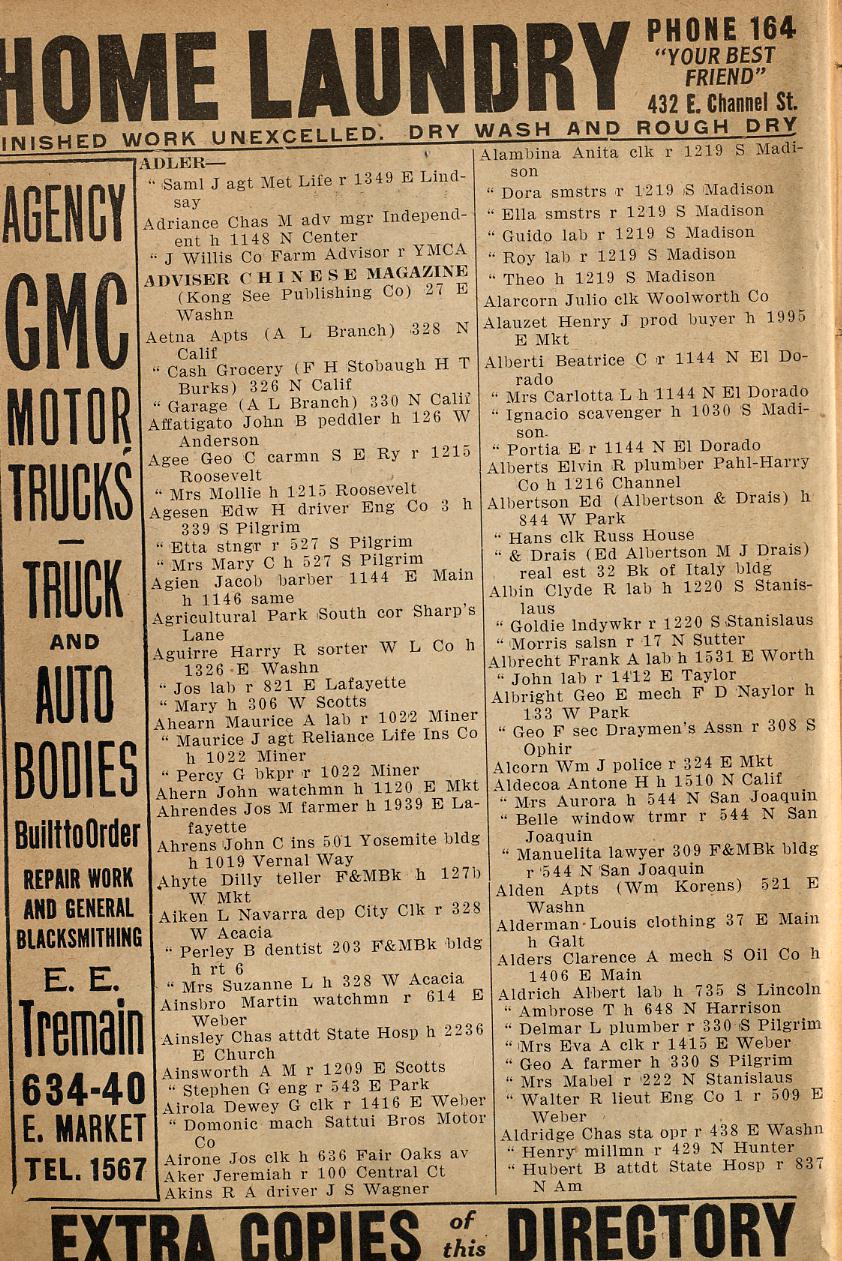 HOME LAUNDRY
PHONE 164
"YOUR BEST
FRIEND"
432 E. Channel St.
INISHED WORK UNEXCELLED. DRY WASH AND ROUGH DRY
AGENCY
GMC
MOTOR
TRUCKS
—
TRUCK
AND
AUTO
BODIES
Built to Order
REPAIR WORK
AND GENERAL
BLACKSMITHING
E. E.
Tremain
634-40
E. MARKET
TEL. 1567
ADLER—
" Saml J agt Met Life r 1349 E Lind-
say
Adriance Chas M adv mgr Independ-
ent h 1148 N Center
" J Willis Co Farm Advisor r YMCA
ADVISER CHINESE MAGAZINE
(Kong See Publishing Co) 27 E
Washn
Aetna Apts (A L Branch) 328 N
Calif
" Cash Grocery (F H Stobaugh H T
Burks) 326 N Calif
" Garage (A L Branch) 330 N Calif
Affatigato John B peddler h 126 W
Anderson
Agee Geo C carmn S E Ry r 1215
Roosevelt
" Mrs Mollie h 1215 Roosevelt
Agesen Edw H driver Eng Co 3 h
339 S Pilgrim
" Etta stngr r 527 S Pilgrim
" Mrs Mary C h 527 S Pilgrim
Agien Jacob barber 1144 E Main
h 1146 same
Agricultural Park South cor Sharp's
Lane
Aguirre Harry R sorter W L Co h
1326 E Washn
" Jos lab r 821 E Lafayette
" Mary h 306 W Scotts
Ahearn Maurice A lab r 1022 Miner
" Maurice J agt Reliance Life Ins Co
h 1022 Miner
" Percy G bkpr r 1022 Miner
Ahern John watchmn h 1120 E Mkt
Ahrendes Jos M farmer h 1939 E La-
fayette
Ahrens John C ins 501 Yosemite bldg
h 1019 Vernal Way
Ahyte Dilly teller F&MBk h 127b
W Mkt
Aiken L Navarra dep City Clk r 328
W Acacia
" Perley B dentist 203 F&MBk bldg
h rt 6
" Mrs Suzanne L h 328 W Acacia
Ainsbro Martin watchmn r 614 E
Weber
Ainsley Chas attdt State Hosp h 2236
E Church
Ainsworth A M r 1209 E Scotts
" Stephen G eng r 543 E Park
Airola Dewey G clk r 1416 E Weber
" Domonic mach Sattui Bros Motor
Co
Airone Jos clk h 636 Fair Oaks av
Aker Jeremiah r 100 Central Ct
Akins R A driver J S Wagner
Alambina Anita clk r 1219 S Madi-
son
" Dora smstrs r 1219 S Madison
" Ella smstrs r 1219 S Madison
" Guido lab r 1219 S Madison
" Roy lab r 1219 S Madison
" Theo h 1219 S Madison
Alarcorn Julio clk Woolworth Co
Alauzet Henry J prod buyer h 1995
E Mkt
Alberti Beatrice C r 1144 N El Do-
rado
" Mrs Carlotta L h 1144 N El Dorado
" Ignacio scavenger h 1030 S Madi-
son.
" Portia E r 1144 N El Dorado
Alberts Elvin R plumber Pahl-Harry
Co h 1216 Channel
Albertson Ed (Albertson & Drais) h
844 W Park
" Hans clk Russ House
" & Drais (Ed Albertson M J Drais)
real est 32 Bk of Italy bldg
Albin Clyde R lab h 1220 S Stanis-
laus
" Goldie lndywkr r 1220 S Stanislaus
" Morris salsn r 17 N Sutter
Albrecht Frank A lab h 1531 E Worth
" John lab r 1412 E Taylor
Albright Geo E mech F D Naylor h
133 W Park
" Geo F sec Draymen's Assn r 308 S
Ophir
Alcorn Wm J police r 324 E Mkt
Aldecoa Antone H h 1510 N Calif
" Mrs Aurora h 544 N San Joaquin
" Belle window trmr r 544 N San
Joaquin
" Manuelita lawyer 309 F&MBk bldg
r 544 N San Joaquin
Alden Apts (Wm Korens) 521 E
Washn
Alderman Louis clothing 37 E Main
h Galt
Alders Clarence A mech S Oil Co h
1406 E Main
Aldrich Albert lab h 735 S Lincoln
" Ambrose T h 648 N Harrison
" Delmar L plumber r 330 S Pilgrim
" Mrs Eva A clk r 1415 E Weber
" Geo A farmer h 330 S Pilgrim
" Mrs Mabel r 222 N Stanislaus
" Walter R lieut Eng Co 1 r 509 E
Weber
Aldridge Chas sta opr r 438 E Washn
" Henry millmn r 429 N Hunter
" Hubert B attdt State Hosp r 837
N Am
EXTRA COPIES of this DIRECTORY